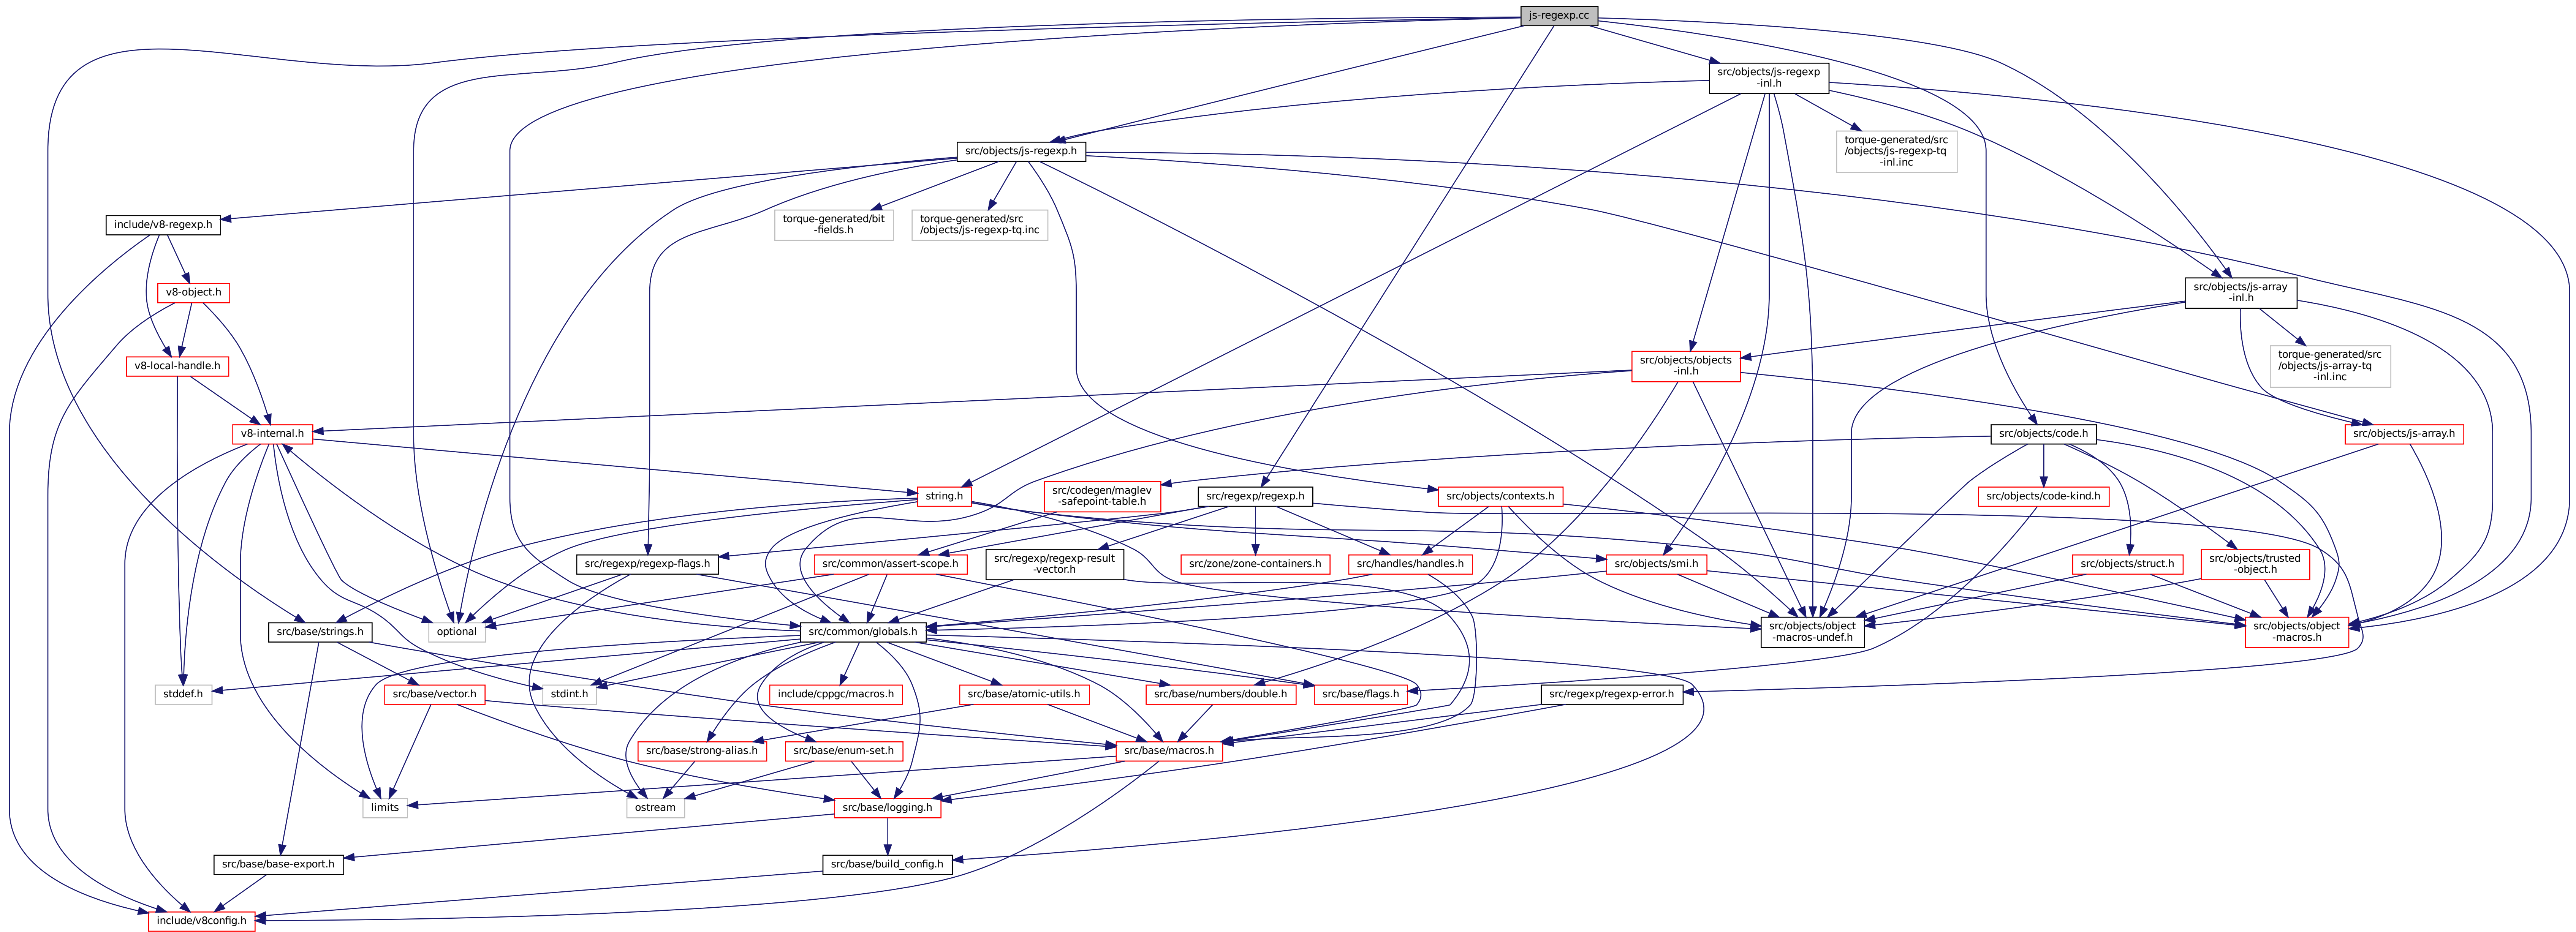 js-regexp.cc
src/objects/js-regexp
-inl.h
torque-generated/src
/objects/js-regexp-tq
-inl.inc
src/objects/js-regexp.h
include/v8-regexp.h
torque-generated/bit
-fields.h
torque-generated/src
/objects/js-regexp-tq.inc
v8-object.h
src/objects/js-array
-inl.h
v8-local-handle.h
src/objects/objects
-inl.h
torque-generated/src
/objects/js-array-tq
-inl.inc
v8-internal.h
src/objects/code.h
src/objects/js-array.h
string.h
src/codegen/maglev
-safepoint-table.h
src/regexp/regexp.h
src/objects/contexts.h
src/objects/code-kind.h
src/regexp/regexp-flags.h
src/common/assert-scope.h
src/regexp/regexp-result
-vector.h
src/zone/zone-containers.h
src/handles/handles.h
src/objects/smi.h
src/objects/struct.h
src/objects/trusted
-object.h
src/base/strings.h
optional
src/common/globals.h
src/objects/object
-macros-undef.h
src/objects/object
-macros.h
stddef.h
src/base/vector.h
stdint.h
include/cppgc/macros.h
src/base/atomic-utils.h
src/base/numbers/double.h
src/base/flags.h
src/regexp/regexp-error.h
src/base/strong-alias.h
src/base/enum-set.h
src/base/macros.h
limits
ostream
src/base/logging.h
src/base/base-export.h
src/base/build_config.h
include/v8config.h